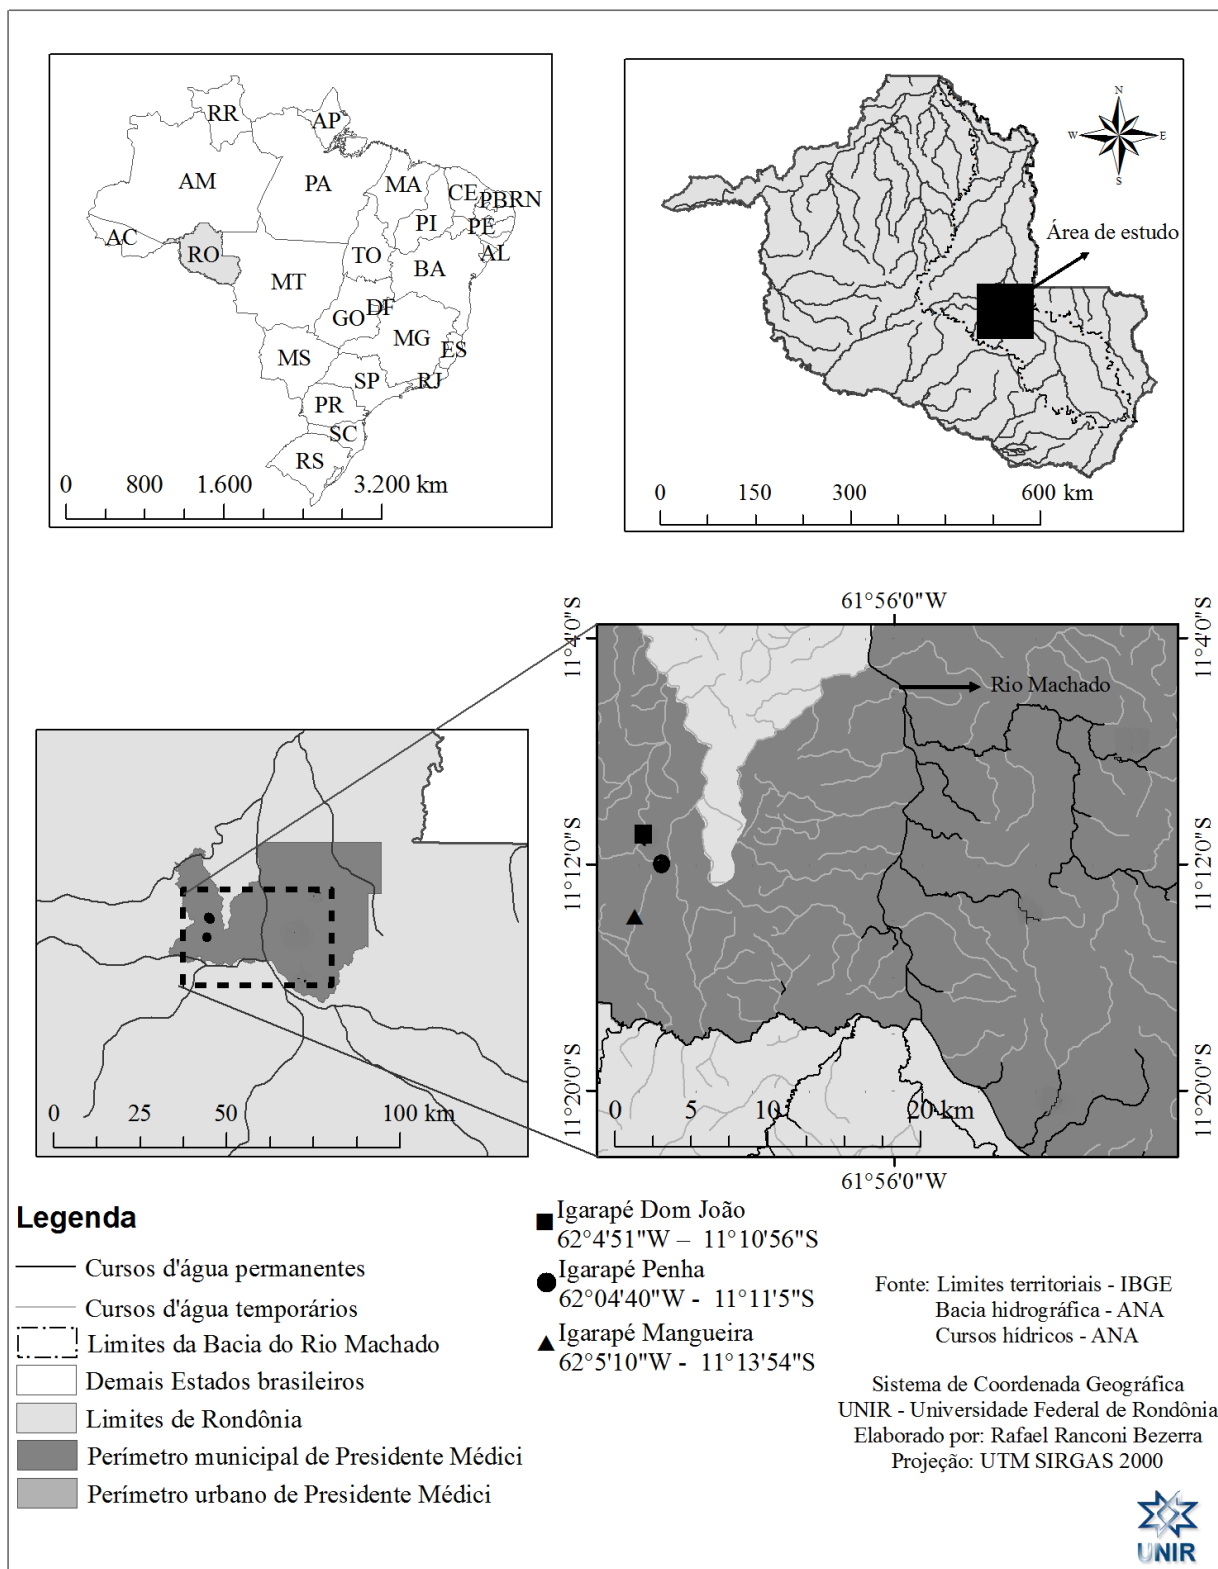 RR
AP
AM
PA
MA
CE
PB
RN
PI
PE
AC
AL
RO
TO
BA
MT
DF
GO
MG
MS
ES
SP
RJ
PR
SC
RS
0 800 1.600 3.200 km
N
W
E
S
Área de estudo
0 150 300 600 km
61°56'0"W
11°4'0"S
11°4'0"S
Rio Machado
11°12'0"S
11°12'0"S
11°20'0"S
11°20'0"S
0 5 10 20 km
61°56'0"W
0 25 50 100 km
Legenda
Cursos d'água permanentes
Cursos d'água temporários
Limites da Bacia do Rio Machado
Demais Estados brasileiros
Limites de Rondônia
Perímetro municipal de Presidente Médici
Perímetro urbano de Presidente Médici
Igarapé Dom João
62°4'51"W – 11°10'56"S
Igarapé Penha
62°04'40"W - 11°11'5"S
Igarapé Mangueira
62°5'10"W - 11°13'54"S
Fonte: Limites territoriais - IBGE
Bacia hidrográfica - ANA
Cursos hídricos - ANA
Sistema de Coordenada Geográfica
UNIR - Universidade Federal de Rondônia
Elaborado por: Rafael Ranconi Bezerra
Projeção: UTM SIRGAS 2000
UNIR